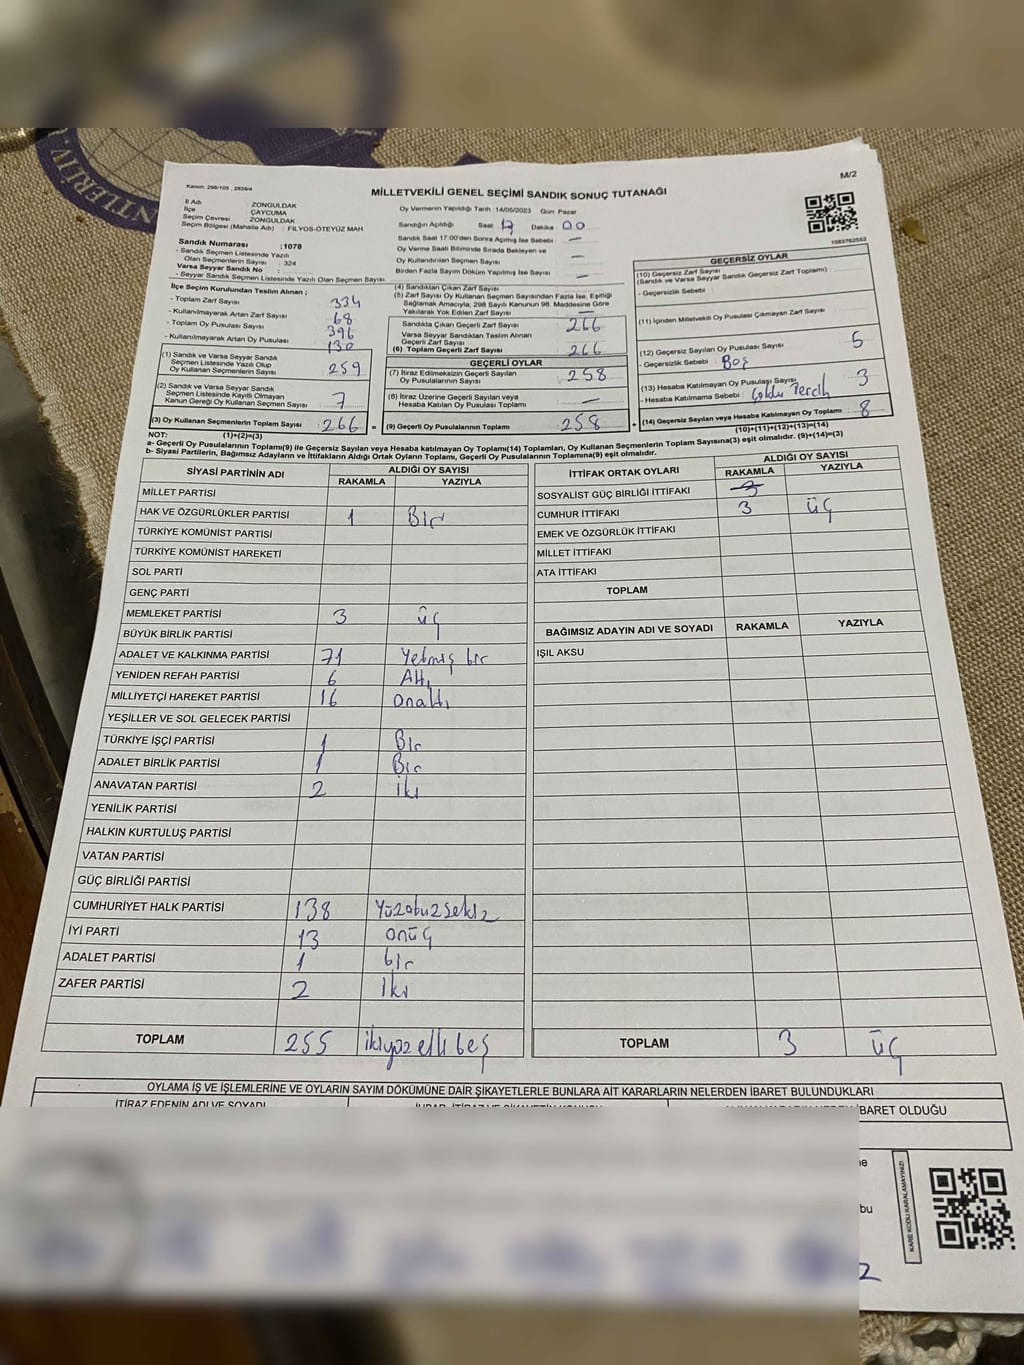 NTLERİ V.
Kanun: 298/105 , 2839/4
MİLLETVEKİLİ GENEL SEÇİMİ SANDIK SONUÇ TUTANAĞI
M/2
İl Adı : ZONGULDAK
İlçe : ÇAYCUMA
Seçim Çevresi : ZONGULDAK
Seçim Bölgesi (Mahalle Adı) : FİLYOS-ÖTEYÜZ MAH
Sandık Numarası :1078
- Sandık Seçmen Listesinde Yazılı Olan Seçmenlerin Sayısı : 324
Varsa Seyyar Sandık No :
- Seyyar Sandık Seçmen Listesinde Yazılı Olan Seçmen Sayısı
Oy Vermenin Yapıldığı Tarih :14/05/2023 Gün: Pazar
Sandığın Açıldığı Saat 17 Dakika 00
Sandık Saat 17:00'den Sonra Açılmış İse Sebebi —
Oy Verme Saati Bitiminde Sırada Bekleyen ve Oy Kullandırılan Seçmen Sayısı —
Birden Fazla Sayım Döküm Yapılmış İse Sayısı —
1083762552
İlçe Seçim Kurulundan Teslim Alınan ;
- Toplam Zarf Sayısı 334
- Kullanılmayarak Artan Zarf Sayısı 68
- Toplam Oy Pusulası Sayısı 396
- Kullanılmayarak Artan Oy Pusulası 130
(1) Sandık ve Varsa Seyyar Sandık Seçmen Listesinde Yazılı Olup Oy Kullanan Seçmenlerin Sayısı 259
(2) Sandık ve Varsa Seyyar Sandık Seçmen Listesinde Kayıtlı Olmayan Kanun Gereği Oy Kullanan Seçmen Sayısı 7
(3) Oy Kullanan Seçmenlerin Toplam Sayısı 266 =
(1)+(2)=(3)
(4) Sandıktan Çıkan Zarf Sayısı
(5) Zarf Sayısı Oy Kullanan Seçmen Sayısından Fazla İse, Eşitliği Sağlamak Amacıyla, 298 Sayılı Kanunun 98. Maddesine Göre Yakılarak Yok Edilen Zarf Sayısı —
Sandıkta Çıkan Geçerli Zarf Sayısı 266
Varsa Seyyar Sandıktan Teslim Alınan Geçerli Zarf Sayısı
(6) Toplam Geçerli Zarf Sayısı 266
GEÇERLİ OYLAR
(7) İtiraz Edilmeksizin Geçerli Sayılan Oy Pusulalarının Sayısı 258
(8) İtiraz Üzerine Geçerli Sayılan veya Hesaba Katılan Oy Pusulası Toplamı —
(9) Geçerli Oy Pusulalarının Toplamı 258 +
GEÇERSİZ OYLAR
(10) Geçersiz Zarf Sayısı (Sandık ve Varsa Seyyar Sandık Geçersiz Zarf Toplamı) :
- Geçersizlik Sebebi :
(11) İçinden Milletvekili Oy Pusulası Çıkmayan Zarf Sayısı
(12) Geçersiz Sayılan Oy Pusulası Sayısı 5
- Geçersizlik Sebebi : Boş
(13) Hesaba Katılmayan Oy Pusulası Sayısı 3
- Hesaba Katılmama Sebebi : Çoklu Tercih
(14) Geçersiz Sayılan veya Hesaba Katılmayan Oy Toplamı 8
(10)+(11)+(12)+(13)=(14)
NOT:
a- Geçerli Oy Pusulalarının Toplamı(9) ile Geçersiz Sayılan veya Hesaba katılmayan Oy Toplamı(14) Toplamları, Oy Kullanan Seçmenlerin Toplam Sayısına(3) eşit olmalıdır. (9)+(14)=(3)
b- Siyasi Partilerin, Bağımsız Adayların ve İttifakların Aldığı Ortak Oyların Toplamı, Geçerli Oy Pusulalarının Toplamına(9) eşit olmalıdır.
SİYASİ PARTİNİN ADI ALDIĞI OY SAYISI
RAKAMLA YAZIYLA
MİLLET PARTİSİ
HAK VE ÖZGÜRLÜKLER PARTİSİ 1 Bir
TÜRKİYE KOMÜNİST PARTİSİ
TÜRKİYE KOMÜNİST HAREKETİ
SOL PARTİ
GENÇ PARTİ
MEMLEKET PARTİSİ 3 üç
BÜYÜK BİRLİK PARTİSİ
ADALET VE KALKINMA PARTİSİ 71 Yetmiş bir
YENİDEN REFAH PARTİSİ 6 Altı
MİLLİYETÇİ HAREKET PARTİSİ 16 Onaltı
YEŞİLLER VE SOL GELECEK PARTİSİ
TÜRKİYE İŞÇİ PARTİSİ 1 Bir
ADALET BİRLİK PARTİSİ 1 Bir
ANAVATAN PARTİSİ 2 iki
YENİLİK PARTİSİ
HALKIN KURTULUŞ PARTİSİ
VATAN PARTİSİ
GÜÇ BİRLİĞİ PARTİSİ
CUMHURİYET HALK PARTİSİ 138 Yüzotuzsekiz
İYİ PARTİ 13 onüç
ADALET PARTİSİ 1 bir
ZAFER PARTİSİ 2 iki
TOPLAM 255 ikiyüz elli beş
İTTİFAK ORTAK OYLARI ALDIĞI OY SAYISI
RAKAMLA YAZIYLA
SOSYALİST GÜÇ BİRLİĞİ İTTİFAKI 3
CUMHUR İTTİFAKI 3 üç
EMEK VE ÖZGÜRLÜK İTTİFAKI
MİLLET İTTİFAKI
ATA İTTİFAKI
TOPLAM
BAĞIMSIZ ADAYIN ADI VE SOYADI RAKAMLA YAZIYLA
IŞIL AKSU
TOPLAM 3 üç
OYLAMA İŞ VE İŞLEMLERİNE VE OYLARIN SAYIM DÖKÜMÜNE DAİR ŞİKAYETLERLE BUNLARA AİT KARARLARIN NELERDEN İBARET BULUNDUKLARI
İTİRAZ EDENİN ADI VE SOYADI
İBARET OLDUĞU
ne
bu
KARE KODU KARALAMAYINIZ!
2